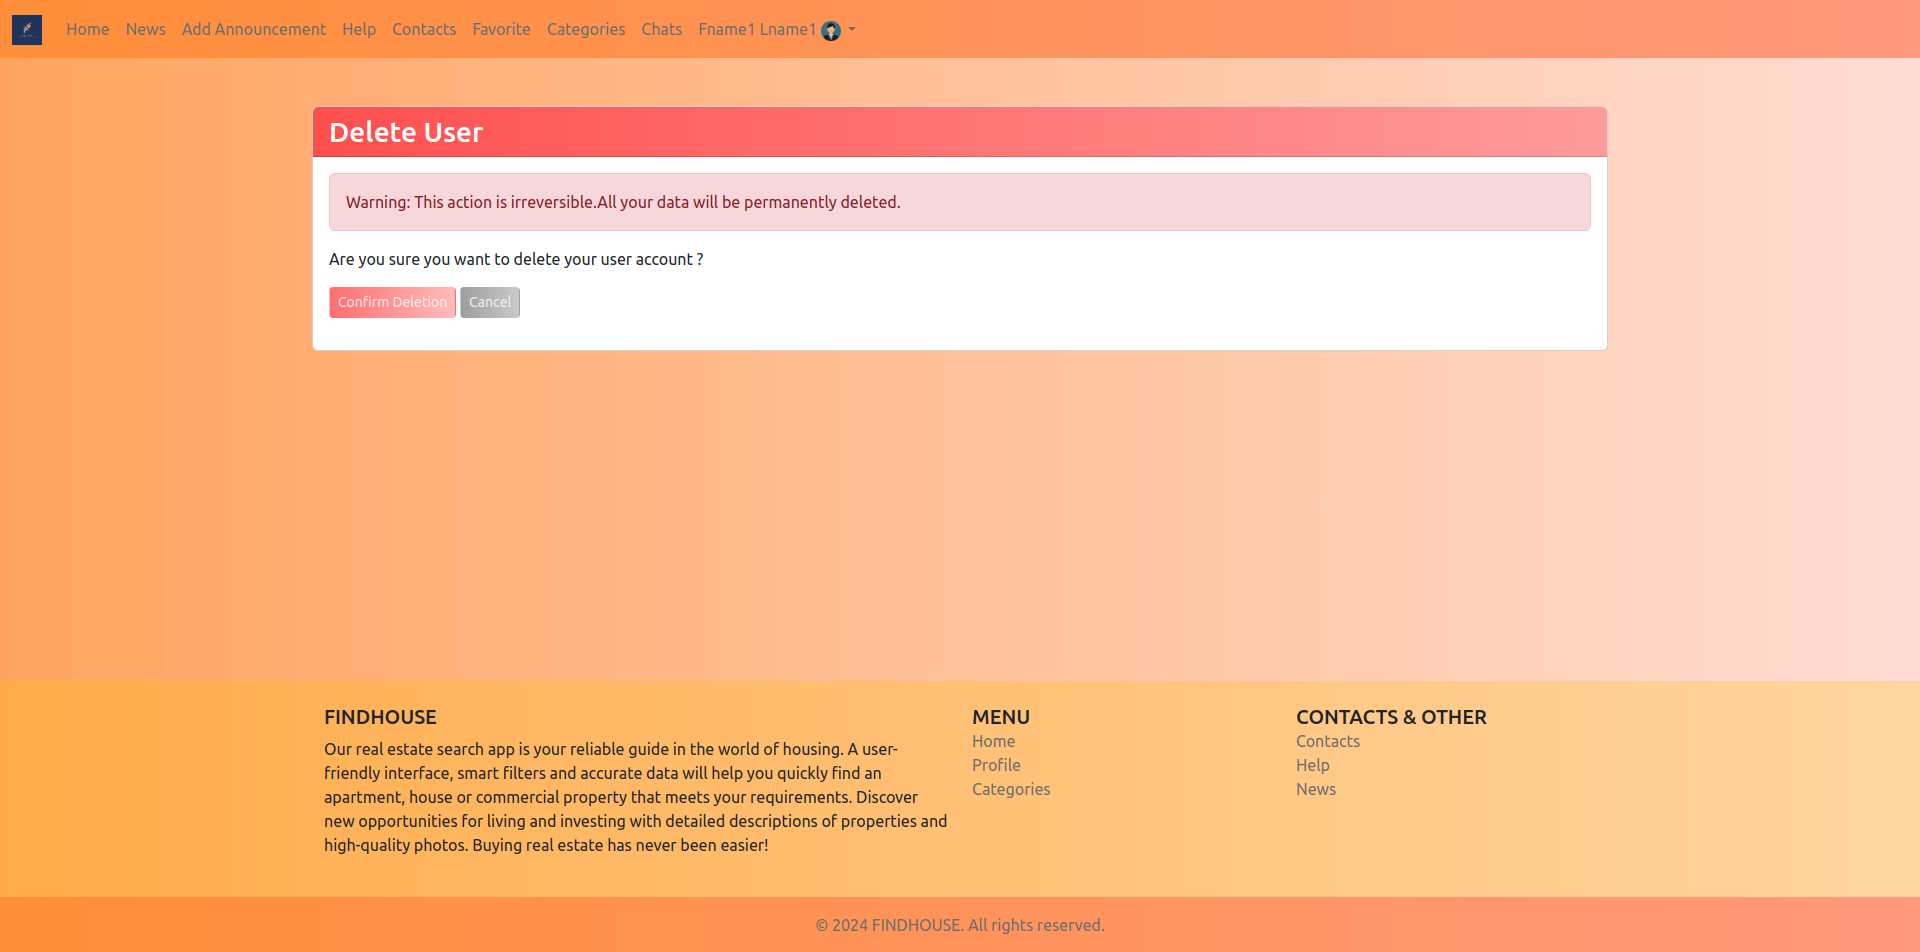 Home News Add Announcement Help Contacts Favorite Categories Chats Fname1 Lname1
Delete User
Warning: This action is irreversible.All your data will be permanently deleted.
Are you sure you want to delete your user account ?
Confirm Deletion Cancel
FINDHOUSE
Our real estate search app is your reliable guide in the world of housing. A user-
friendly interface, smart filters and accurate data will help you quickly find an
apartment, house or commercial property that meets your requirements. Discover
new opportunities for living and investing with detailed descriptions of properties and
high-quality photos. Buying real estate has never been easier!
MENU
Home
Profile
Categories
CONTACTS & OTHER
Contacts
Help
News
© 2024 FINDHOUSE. All rights reserved.